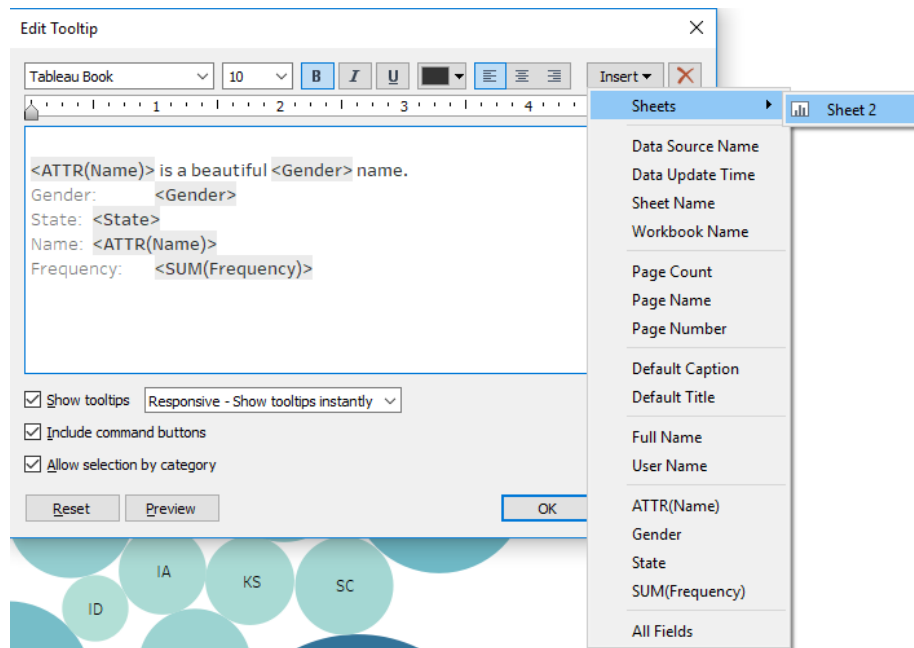 Edit Tooltip
Tableau Book 10 B I U Insert
1 2 3 4
<ATTR(Name)> is a beautiful <Gender> name.
Gender: <Gender>
State: <State>
Name: <ATTR(Name)>
Frequency: <SUM(Frequency)>
Show tooltips Responsive - Show tooltips instantly
Include command buttons
Allow selection by category
Reset Preview OK
Sheets Sheet 2
Data Source Name
Data Update Time
Sheet Name
Workbook Name
Page Count
Page Name
Page Number
Default Caption
Default Title
Full Name
User Name
ATTR(Name)
Gender
State
SUM(Frequency)
All Fields
IA KS SC
ID